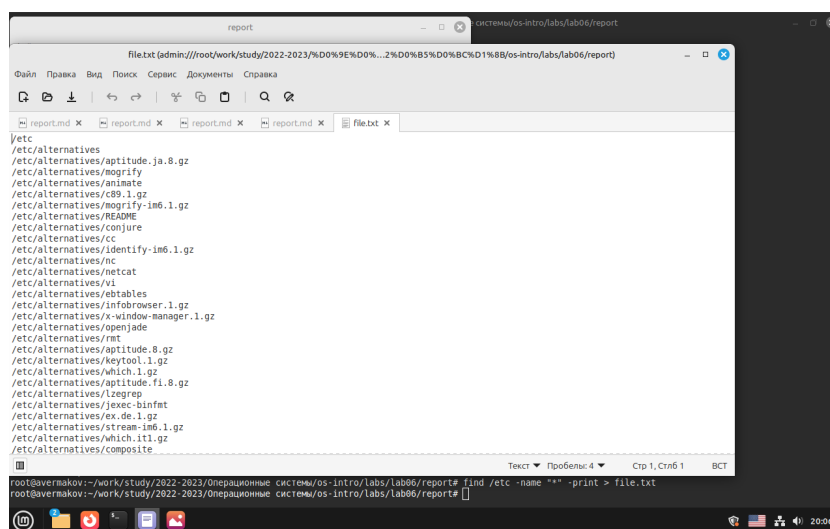 report
системы/os-intro/labs/lab06/report
file.txt (admin:///root/work/study/2022-2023/%D0%9E%D0%...2%D0%B5%D0%BC%D1%8B/os-intro/labs/lab06/report)
Файл Правка Вид Поиск Сервис Документы Справка
report.md report.md report.md report.md file.txt
/etc
/etc/alternatives
/etc/alternatives/aptitude.ja.8.gz
/etc/alternatives/mogrify
/etc/alternatives/animate
/etc/alternatives/c89.1.gz
/etc/alternatives/mogrify-im6.1.gz
/etc/alternatives/README
/etc/alternatives/conjure
/etc/alternatives/cc
/etc/alternatives/identify-im6.1.gz
/etc/alternatives/nc
/etc/alternatives/netcat
/etc/alternatives/vi
/etc/alternatives/ebtables
/etc/alternatives/infobrowser.1.gz
/etc/alternatives/x-window-manager.1.gz
/etc/alternatives/openjade
/etc/alternatives/rmt
/etc/alternatives/aptitude.8.gz
/etc/alternatives/keytool.1.gz
/etc/alternatives/which.1.gz
/etc/alternatives/aptitude.fi.8.gz
/etc/alternatives/lzegrep
/etc/alternatives/jexec-binfmt
/etc/alternatives/ex.de.1.gz
/etc/alternatives/stream-im6.1.gz
/etc/alternatives/which.it1.gz
/etc/alternatives/composite
Текст Пробелы: 4 Стр 1, Стлб 1 ВСТ
root@avermakov:~/work/study/2022-2023/Операционные системы/os-intro/labs/lab06/report# find /etc -name "*" -print > file.txt
root@avermakov:~/work/study/2022-2023/Операционные системы/os-intro/labs/lab06/report#
2